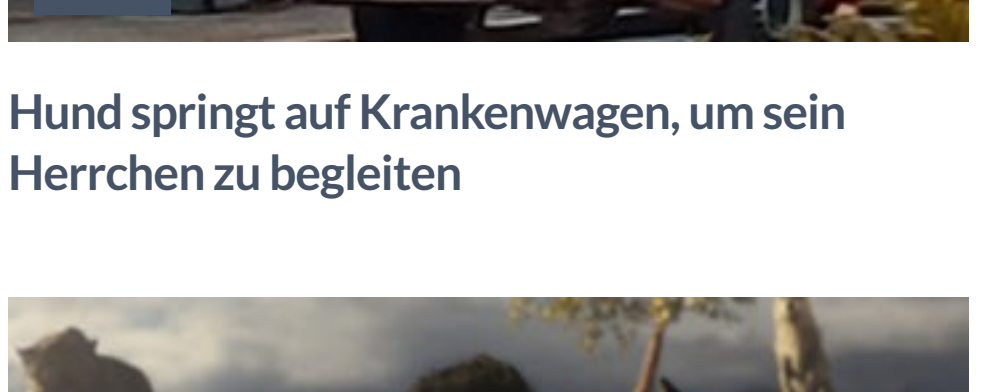 Hund springt auf Krankenwagen, um sein
Herrchen zu begleiten